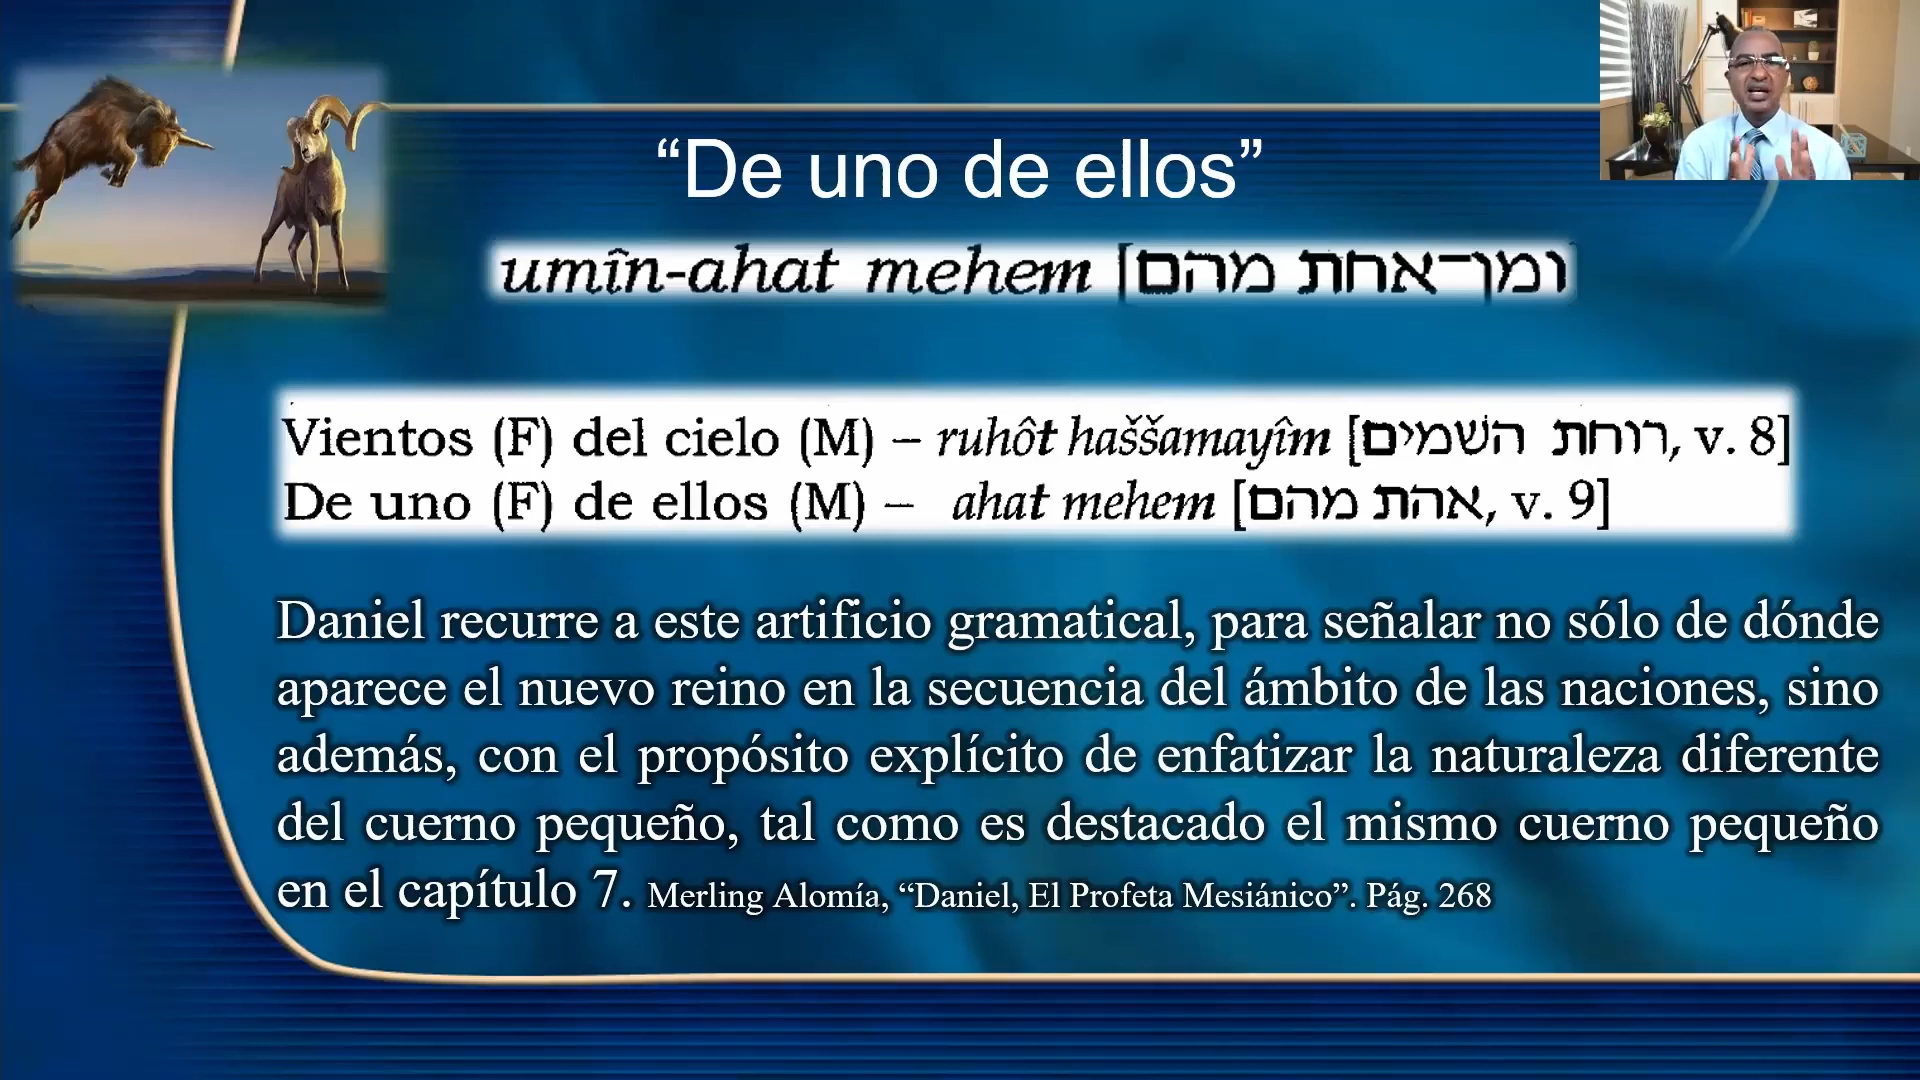 “De uno de ellos”
umîn-ahat mehem [ומן־אחת מהם
Vientos (F) del cielo (M) – ruhôt haššamayîm [רוחת השׁמים, v. 8]
De uno (F) de ellos (M) – ahat mehem [אהת מהם, v. 9]
Daniel recurre a este artificio gramatical, para señalar no sólo de dónde
aparece el nuevo reino en la secuencia del ámbito de las naciones, sino
además, con el propósito explícito de enfatizar la naturaleza diferente
del cuerno pequeño, tal como es destacado el mismo cuerno pequeño
en el capítulo 7. Merling Alomía, “Daniel, El Profeta Mesiánico”. Pág. 268